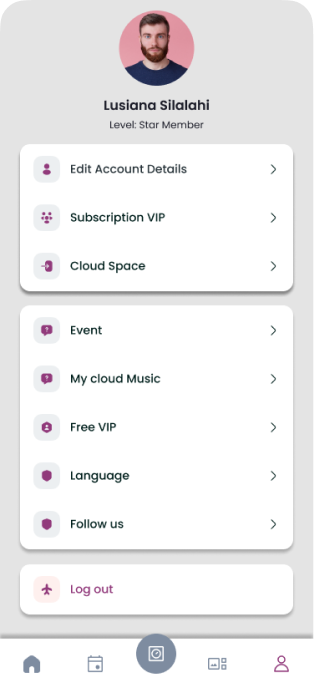 Lusiana Silalahi
Level: Star Member
Edit Account Details
Subscription VIP
Cloud Space
Event
My cloud Music
Free VIP
Language
Follow us
Log out